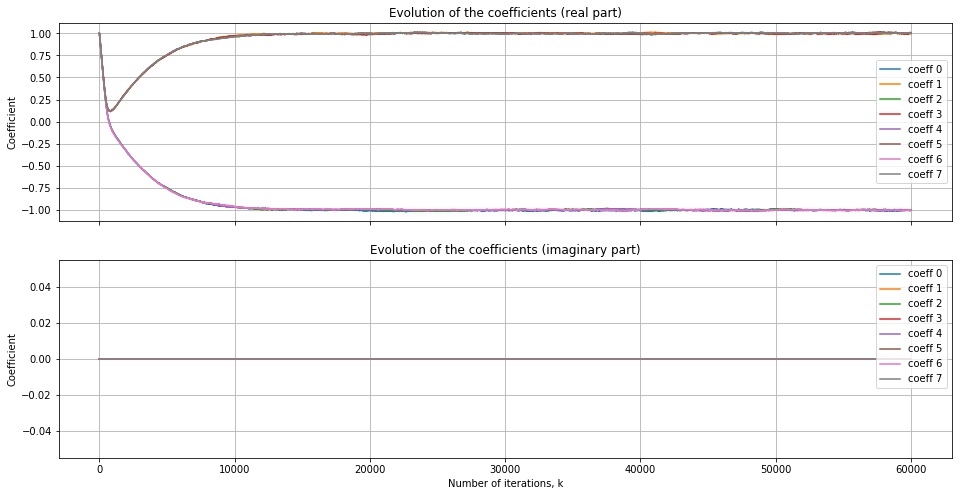 Evolution of the coefficients (real part)
1.00
0.75
0.50
0.25
0.00
−0.25
−0.50
−0.75
−1.00
Coefficient
coeff 0
coeff 1
coeff 2
coeff 3
coeff 4
coeff 5
coeff 6
coeff 7
Evolution of the coefficients (imaginary part)
0.04
0.02
0.00
−0.02
−0.04
Coefficient
coeff 0
coeff 1
coeff 2
coeff 3
coeff 4
coeff 5
coeff 6
coeff 7
0 10000 20000 30000 40000 50000 60000
Number of iterations, k